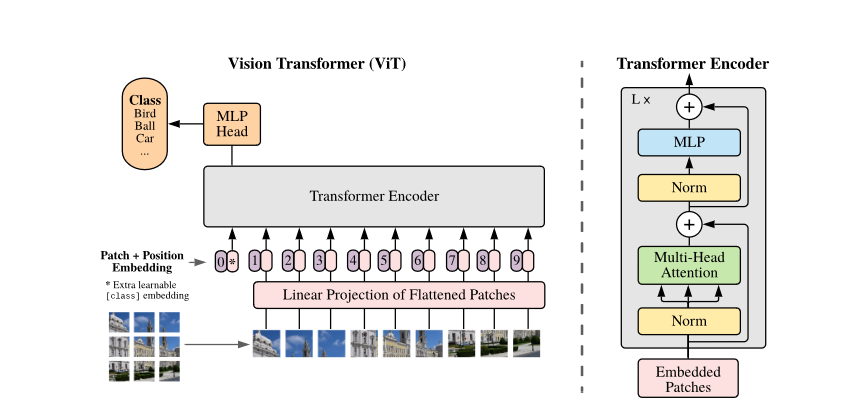 Vision Transformer (ViT)
Class
Bird
Ball
Car
...
MLP
Head
Transformer Encoder
Patch + Position
Embedding
* Extra learnable
[class] embedding
0 * 1 2 3 4 5 6 7 8 9
Linear Projection of Flattened Patches
Transformer Encoder
L x
+
MLP
Norm
+
Multi-Head
Attention
Norm
Embedded
Patches